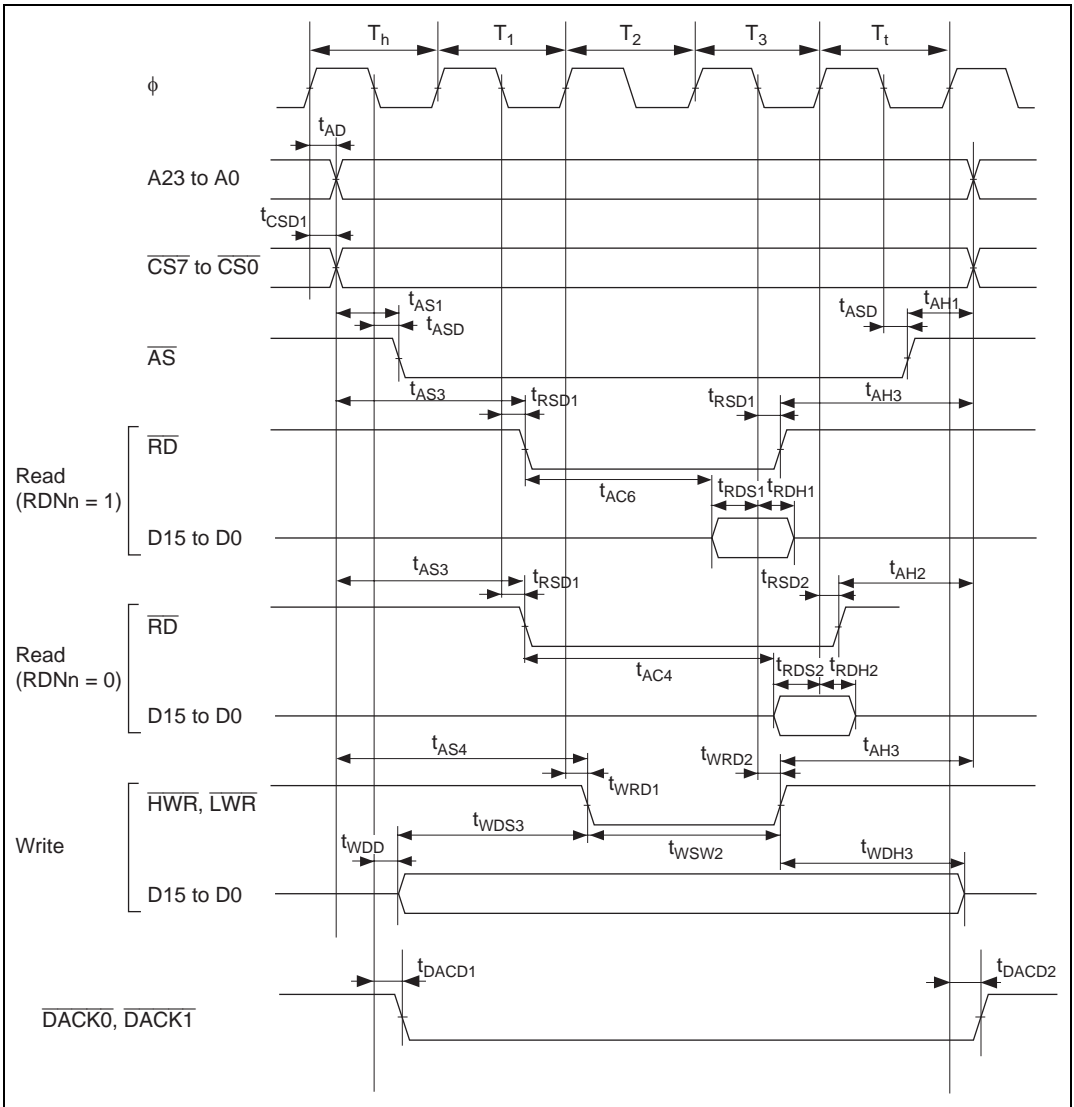 Th T1 T2 T3 Tt
φ
tAD
A23 to A0
tCSD1
CS7 to CS0
tAS1
tASD
tASD
tAH1
AS
tAS3
tRSD1
tRSD1
tAH3
RD
Read
(RDNn = 1)
tAC6
tRDS1
tRDH1
D15 to D0
tAS3
tRSD1
tRSD2
tAH2
RD
Read
(RDNn = 0)
tAC4
tRDS2
tRDH2
D15 to D0
tAS4
tWRD1
tWRD2
tAH3
HWR, LWR
Write
tWDD
tWDS3
tWSW2
tWDH3
D15 to D0
tDACD1
tDACD2
DACK0, DACK1